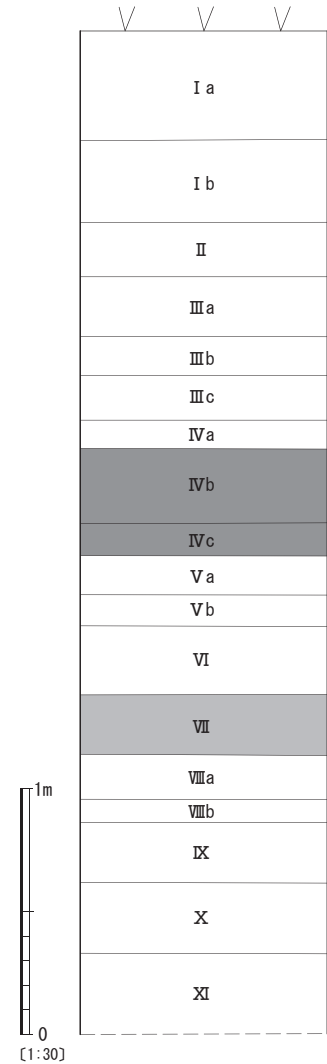 Ⅰa
Ⅰb
Ⅱ
Ⅲa
Ⅲb
Ⅲc
Ⅳa
Ⅳb
Ⅳc
Ⅴa
Ⅴb
Ⅵ
Ⅶ
Ⅷa
Ⅷb
Ⅸ
Ⅹ
Ⅺ
1m
0
〔1:30〕